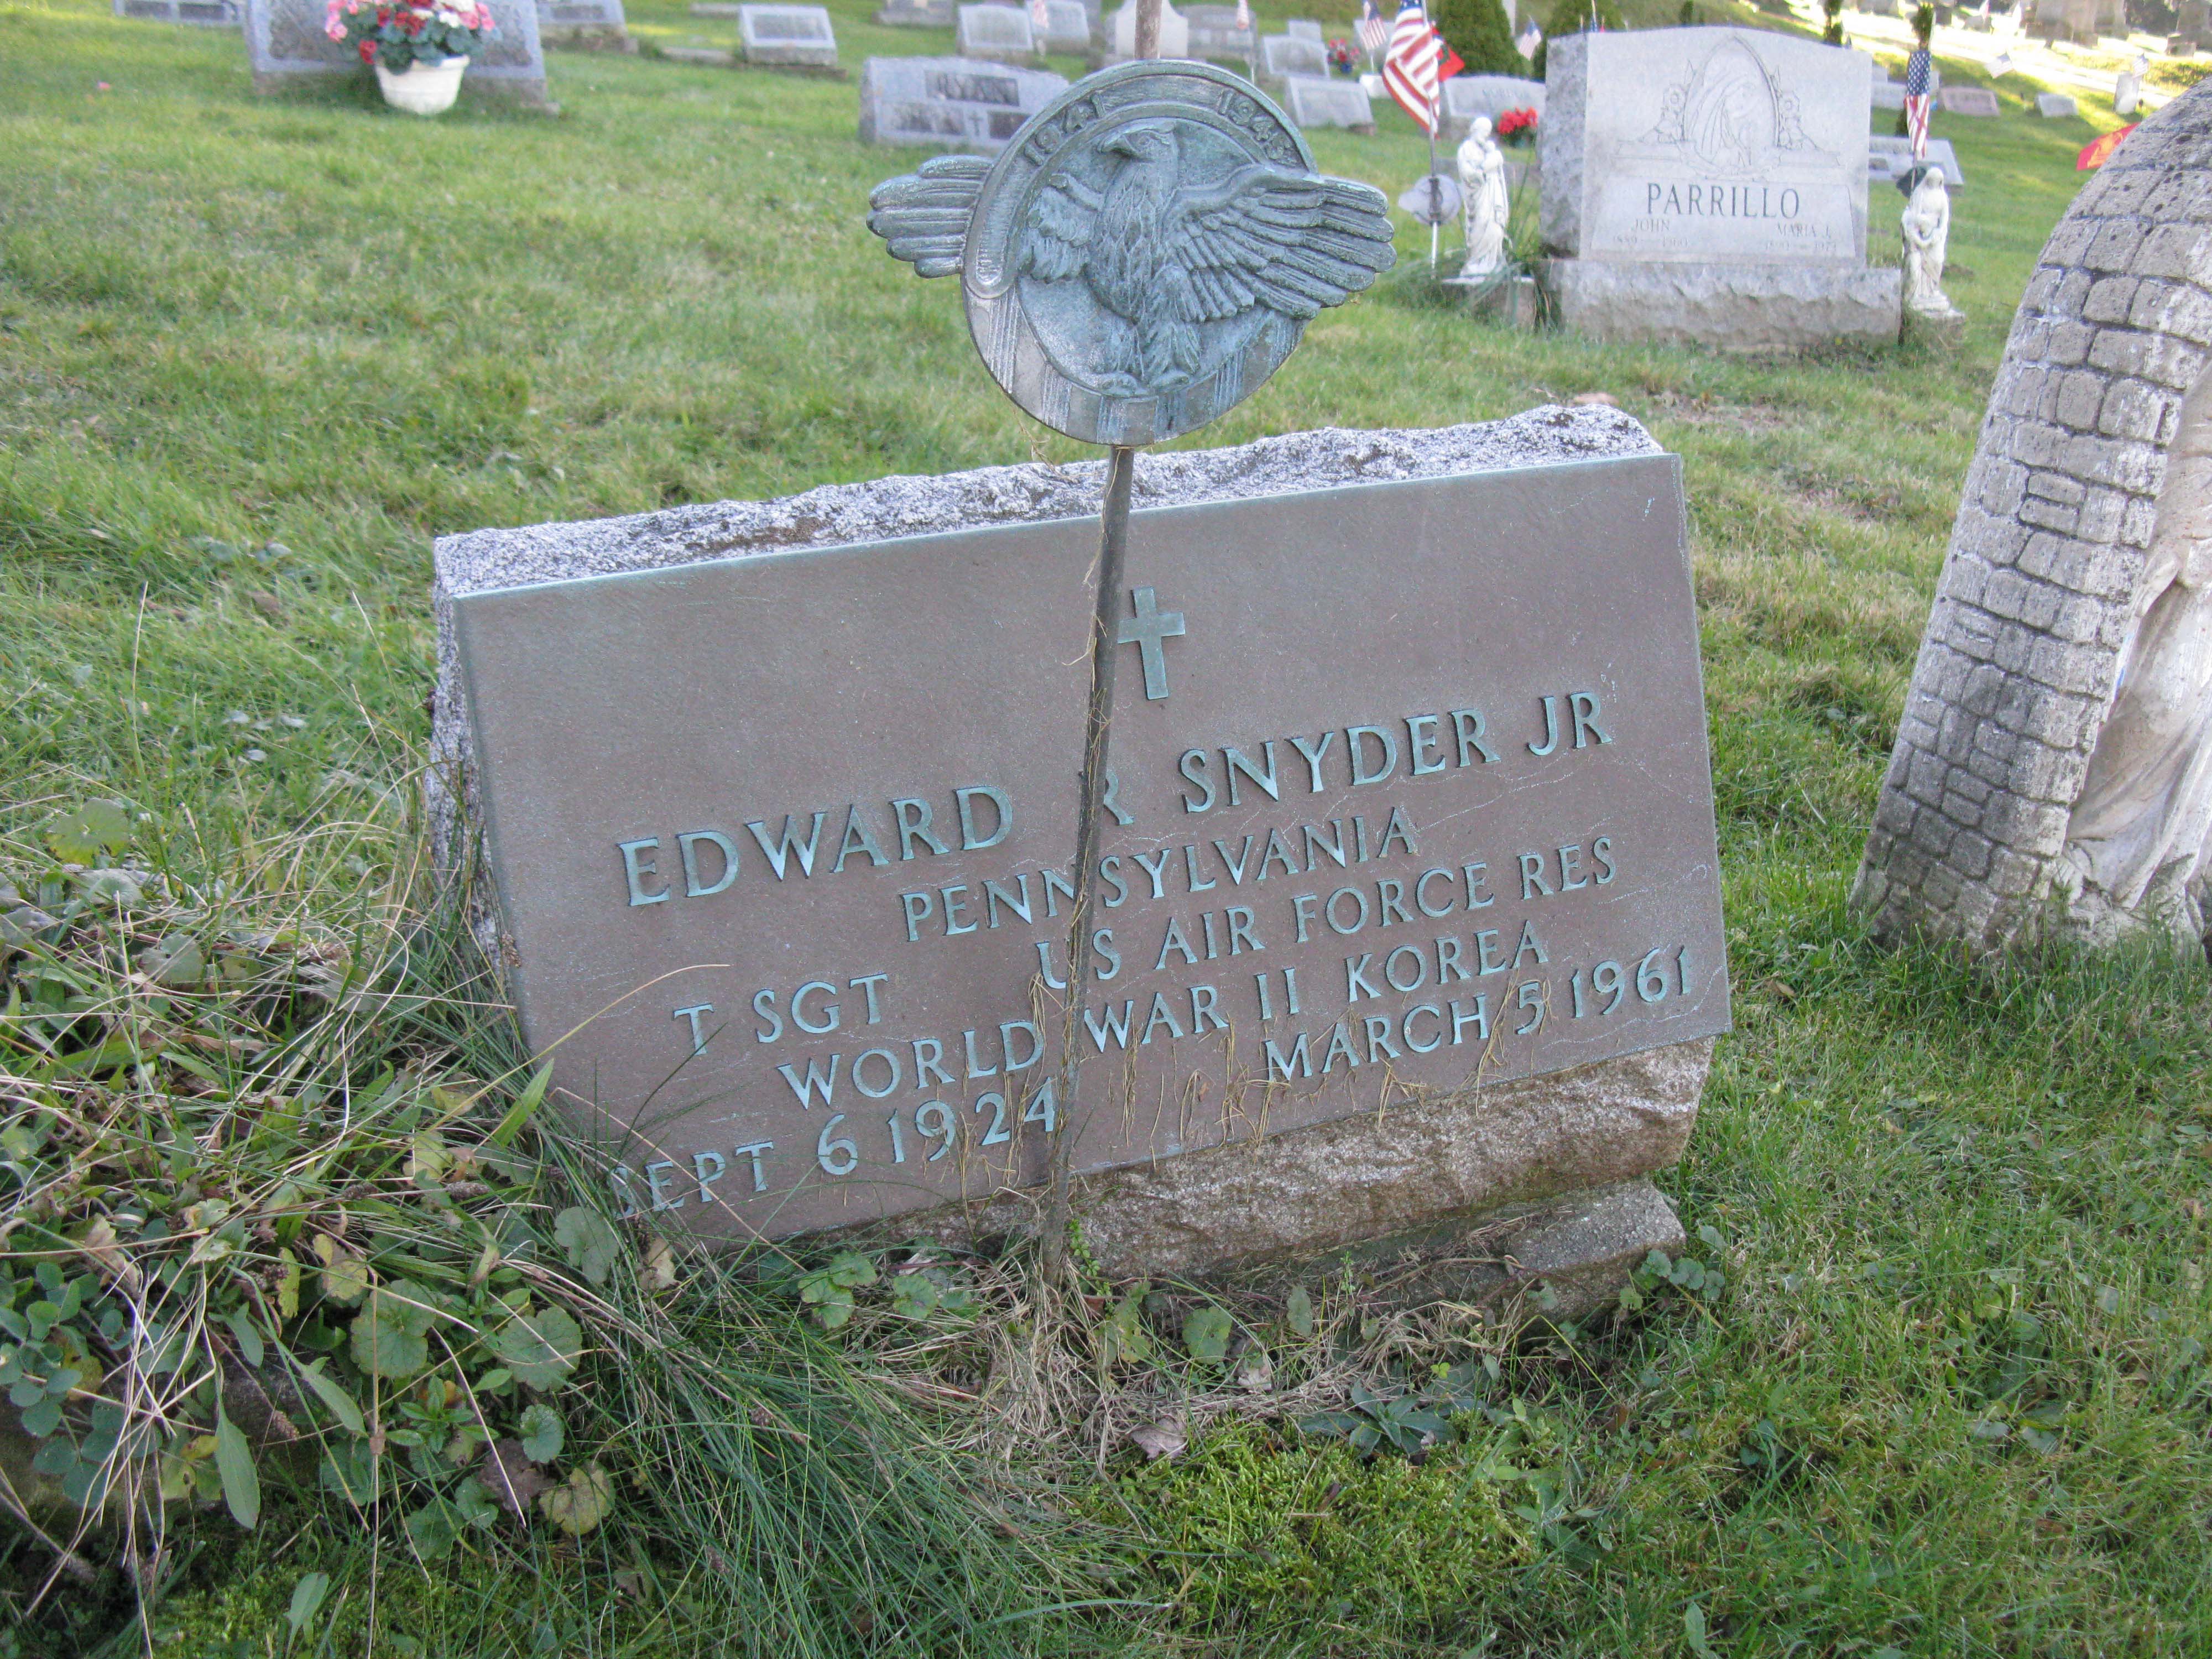 RYAN
1941 1945
PARRILLO
JOHN MARIA J.
EDWARD R SNYDER JR
PENNSYLVANIA
T SGT US AIR FORCE RES
WORLD WAR II KOREA
SEPT 6 1924 MARCH 5 1961